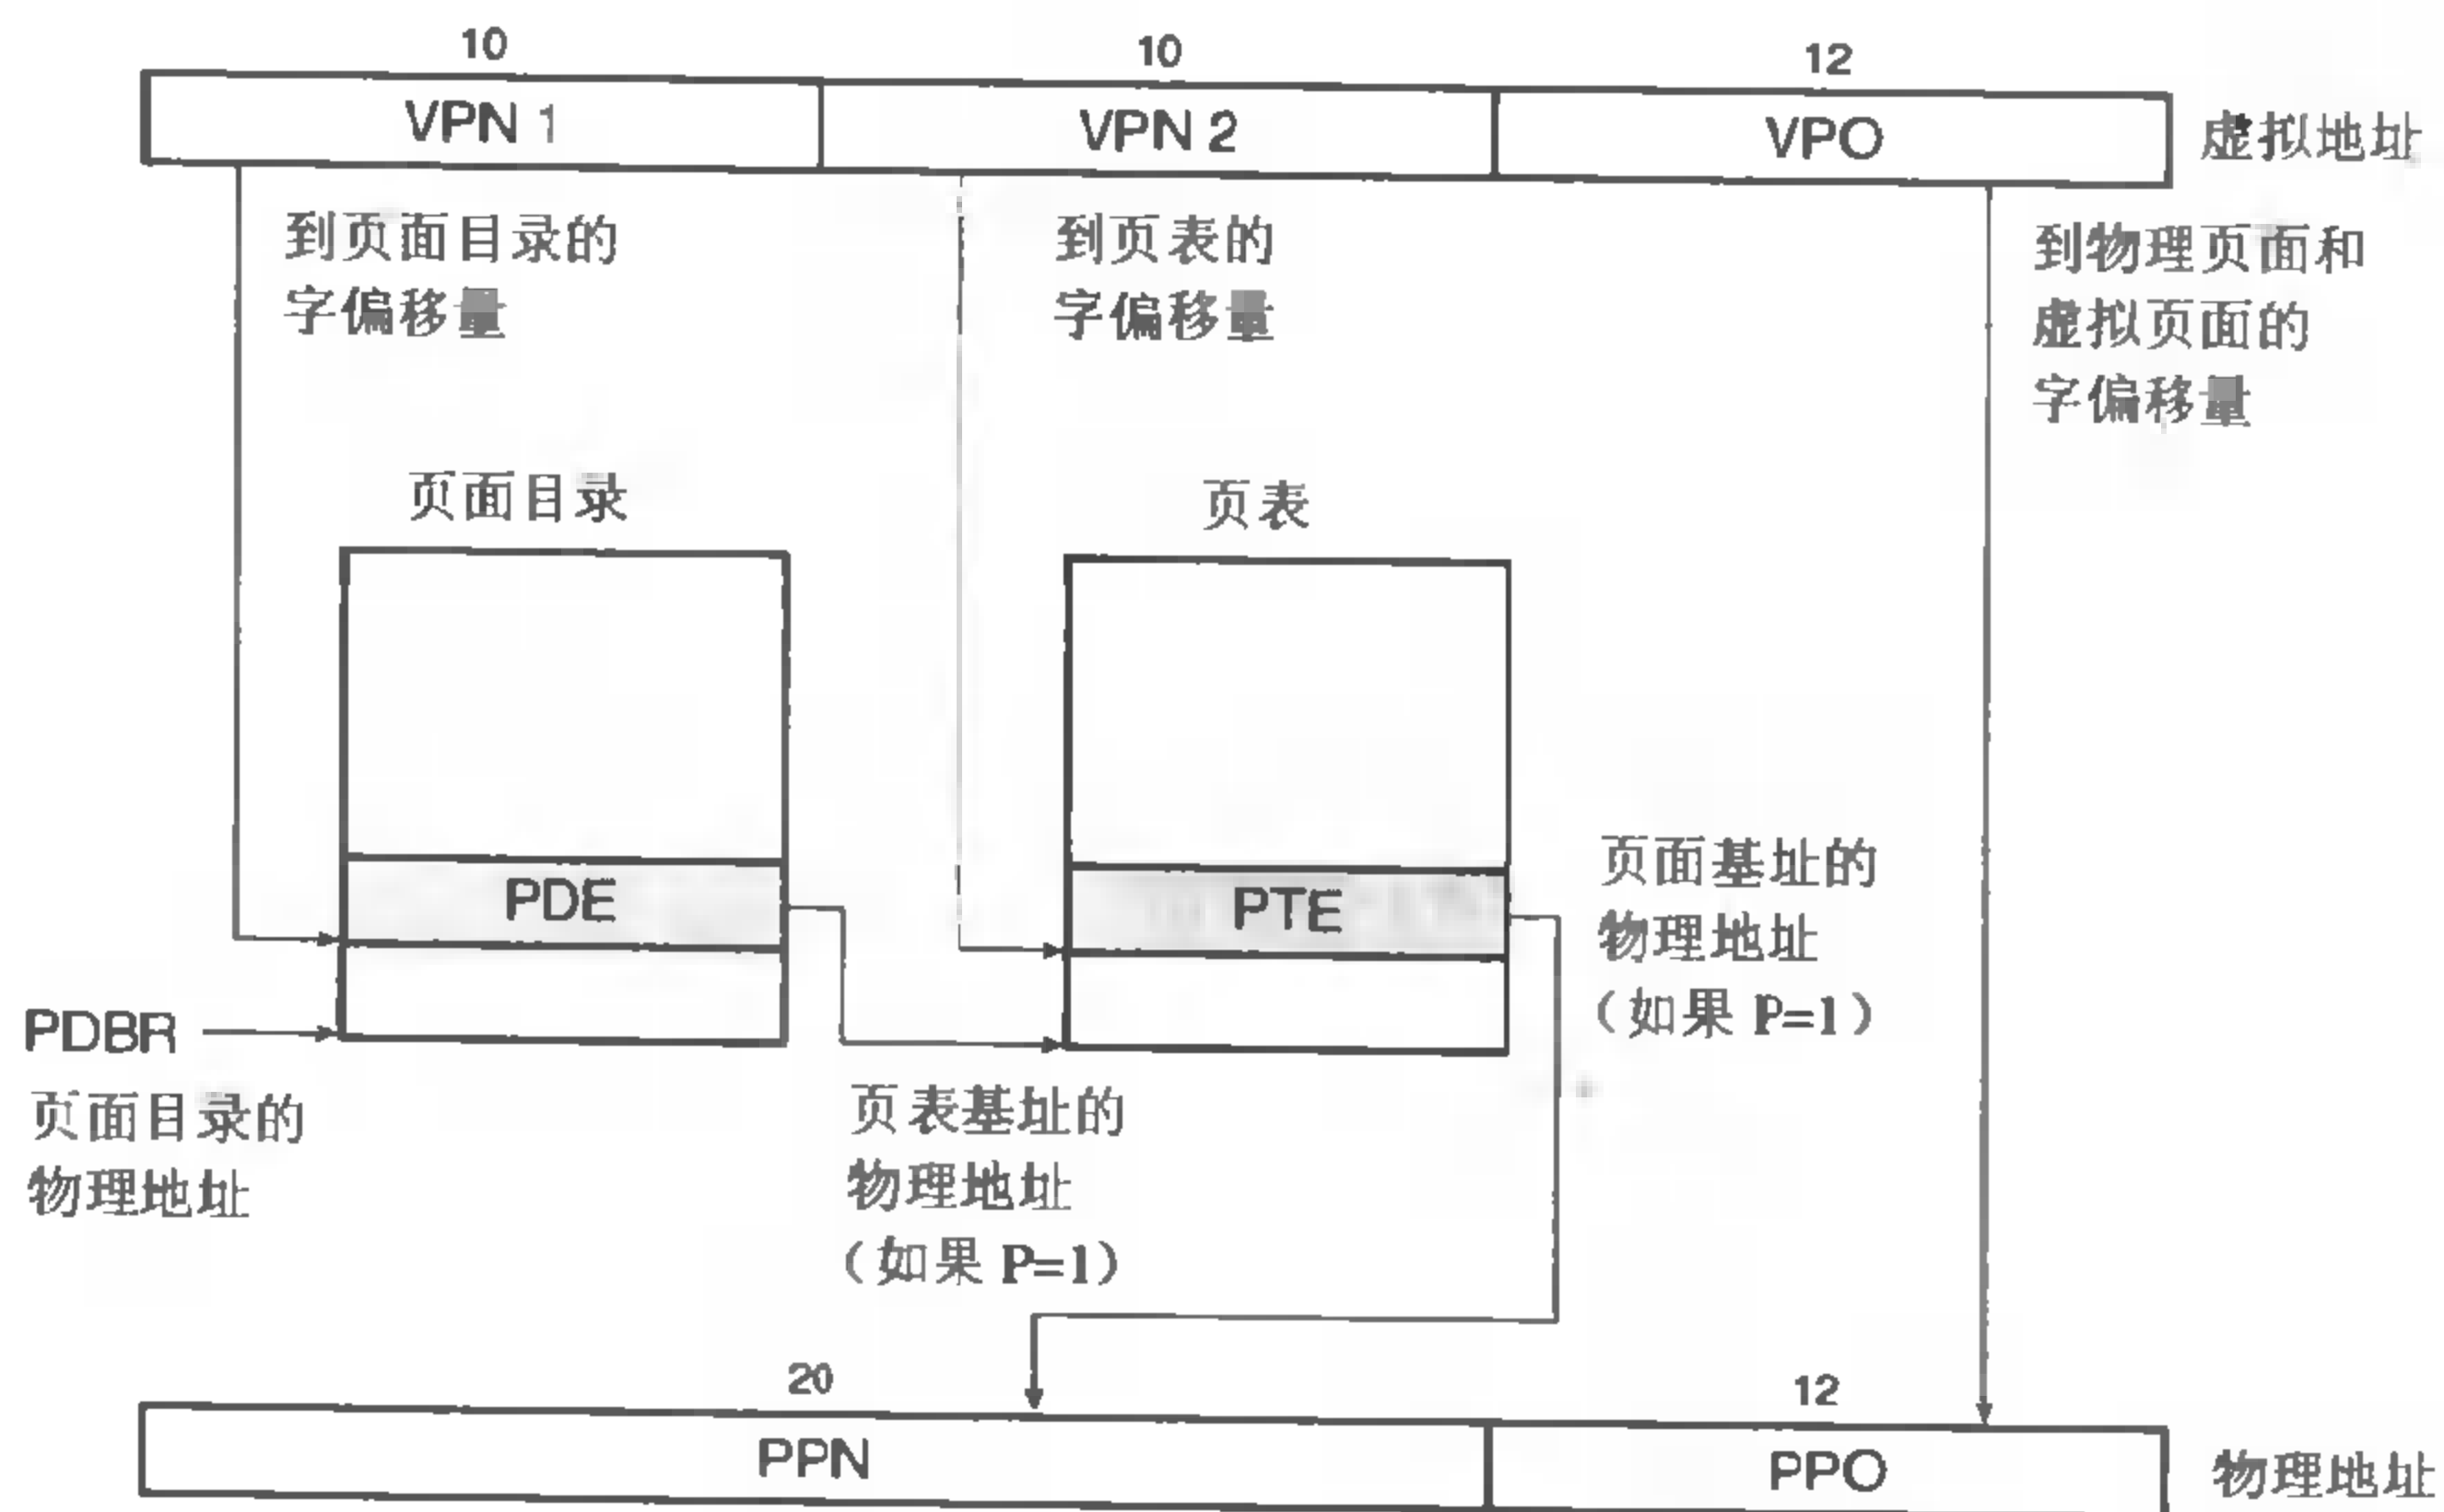 10
10
12
VPN 1
VPN 2
VPO
虚拟地址
到页面目录的
字偏移量
到页表的
字偏移量
到物理页面和
虚拟页面的
字偏移量
页面目录
页表
PDE
PTE
页面基址的
物理地址
（如果 P=1）
PDBR
页面目录的
物理地址
页表基址的
物理地址
（如果 P=1）
20
12
PPN
PPO
物理地址